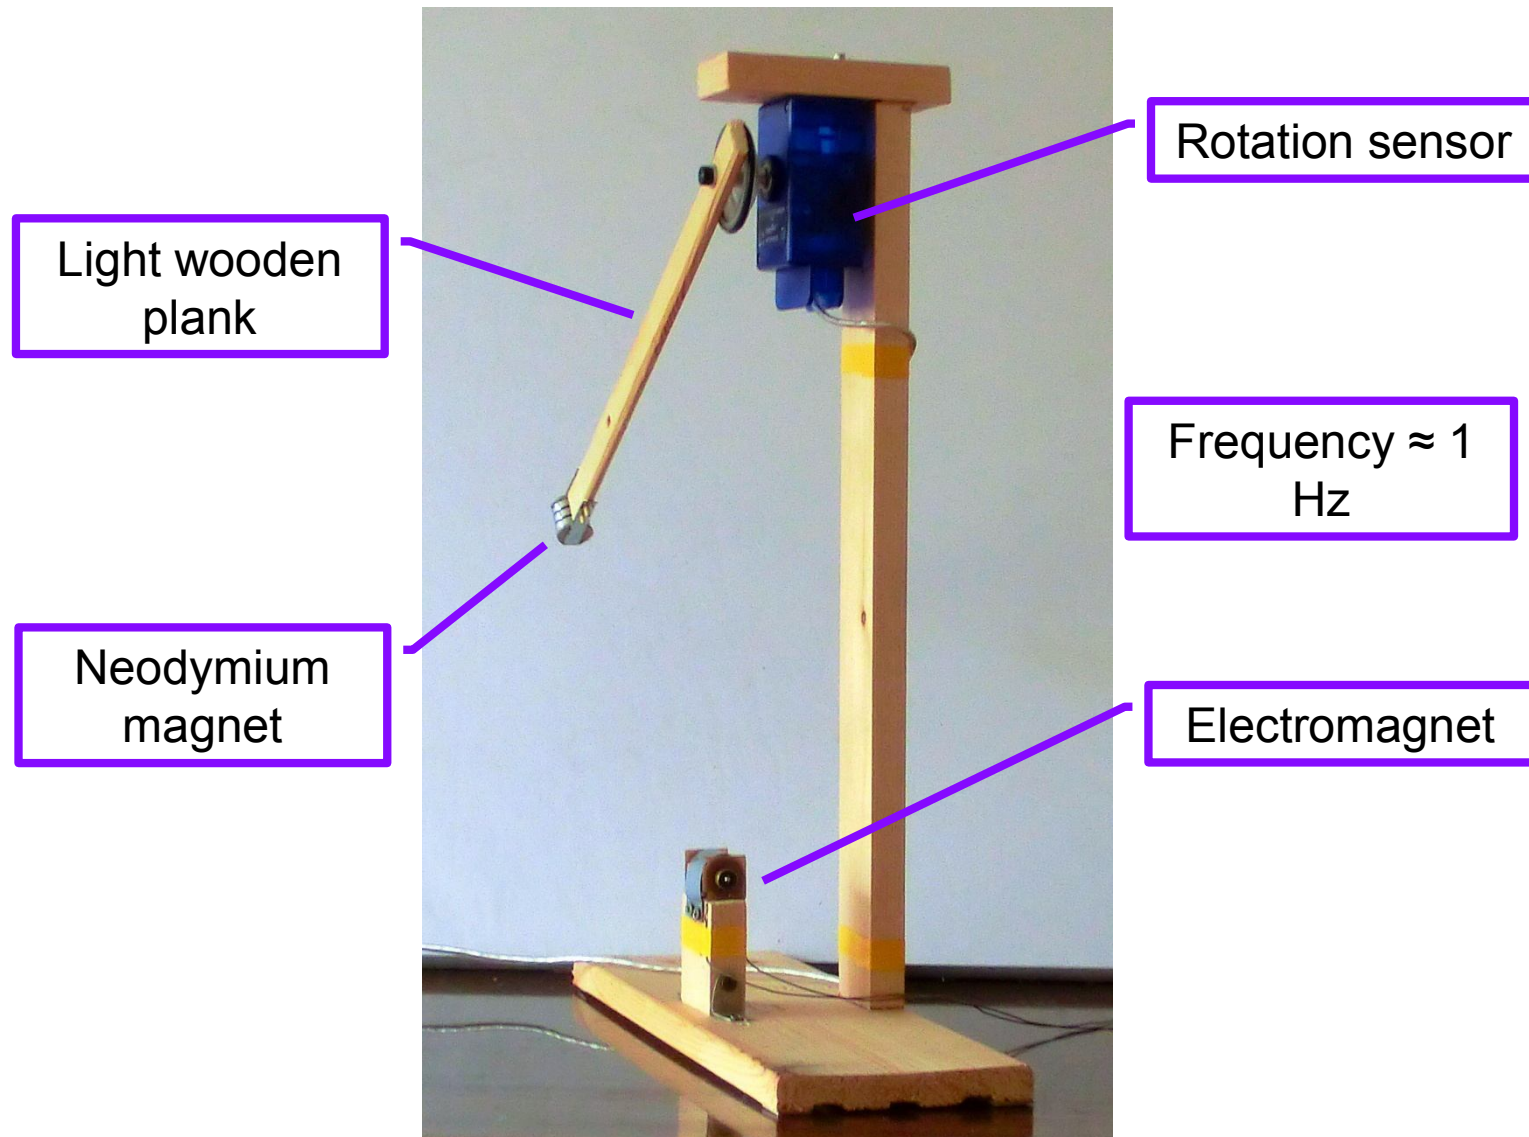 Rotation sensor
Light wooden
plank
Frequency ≈ 1
Hz
Neodymium
magnet
Electromagnet